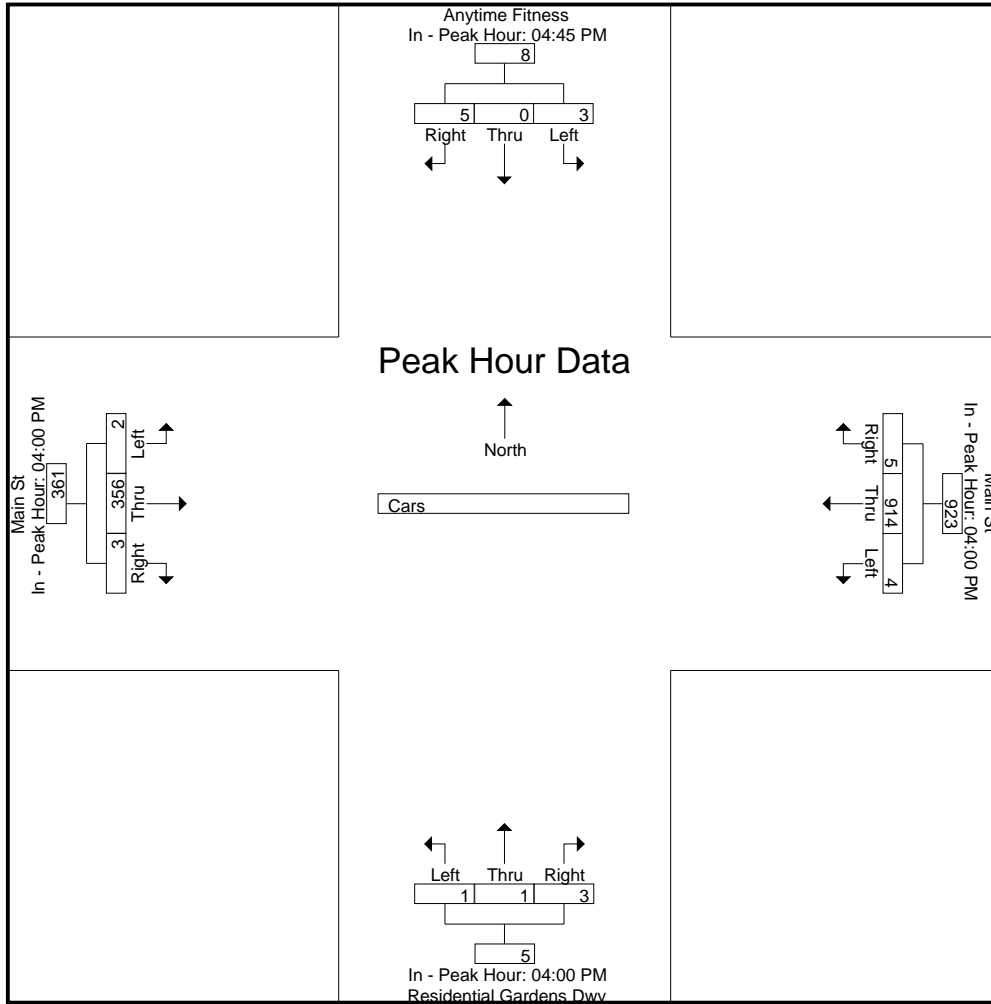 Anytime Fitness
In - Peak Hour: 04:45 PM
8
5 0 3
Right Thru Left
Peak Hour Data
North
Cars
Main St
In - Peak Hour: 04:00 PM
361
2 356 3
Left Thru Right
Right Thru Left
5 914 4
923
In - Peak Hour: 04:00 PM
Main St
Left Thru Right
1 1 3
5
In - Peak Hour: 04:00 PM
Residential Gardens Dwy